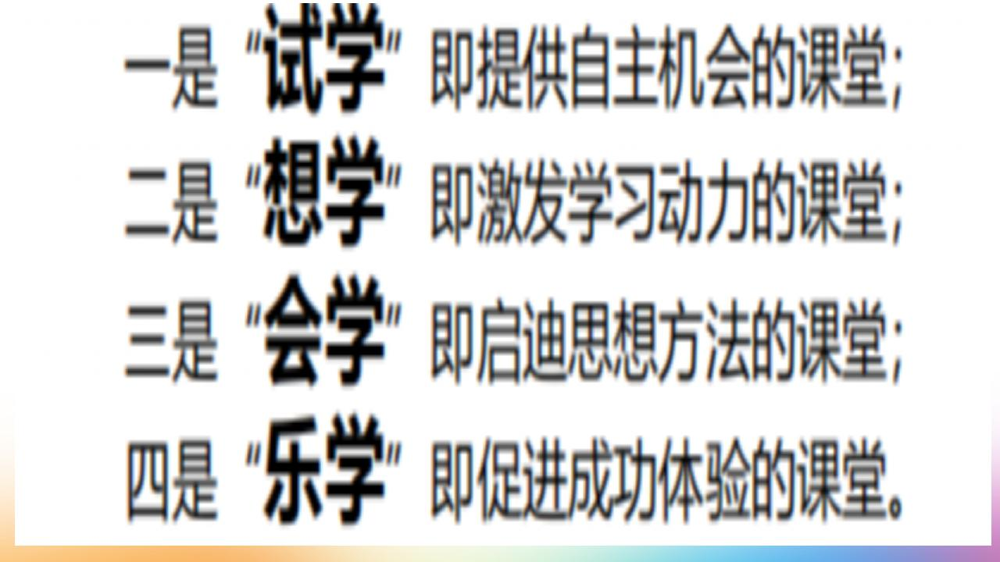 一是 "试学" 即提供自主机会的课堂；
二是 "想学" 即激发学习动力的课堂；
三是 "会学" 即启迪思想方法的课堂；
四是 "乐学" 即促进成功体验的课堂。